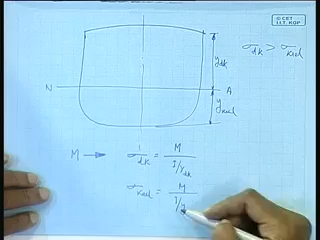 © CET
I.I.T. KGP
σdk > σkeel
ydk
N A
ykeel
M → σdk = M / (I/ydk)
σkeel = M / (I/y